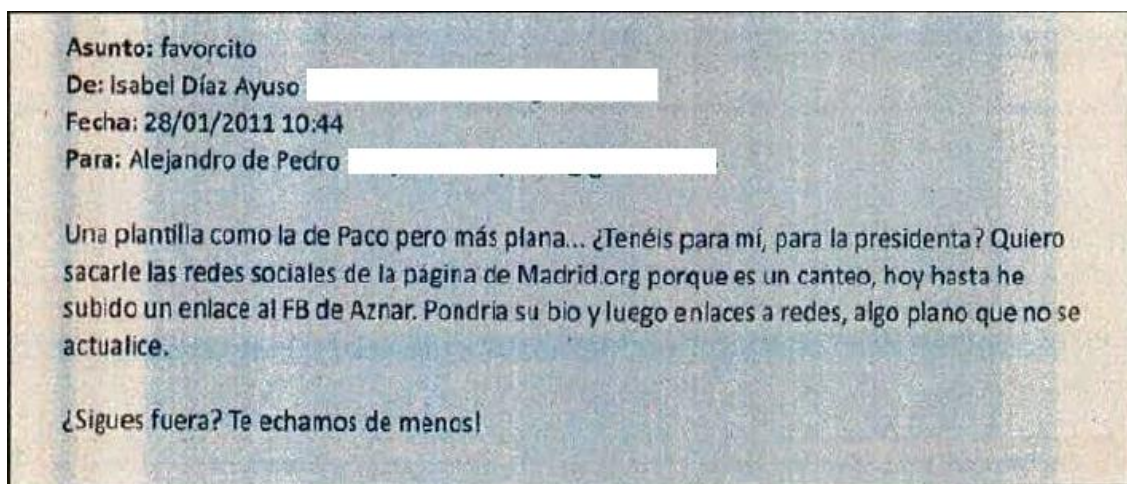 Asunto: favorcito
De: Isabel Díaz Ayuso
Fecha: 28/01/2011 10:44
Para: Alejandro de Pedro
Una plantilla como la de Paco pero más plana... ¿Tenéis para mí, para la presidenta? Quiero
sacarle las redes sociales de la página de Madrid.org porque es un canteo, hoy hasta he
subido un enlace al FB de Aznar. Pondría su bio y luego enlaces a redes, algo plano que no se
actualice.
¿Sigues fuera? Te echamos de menos!